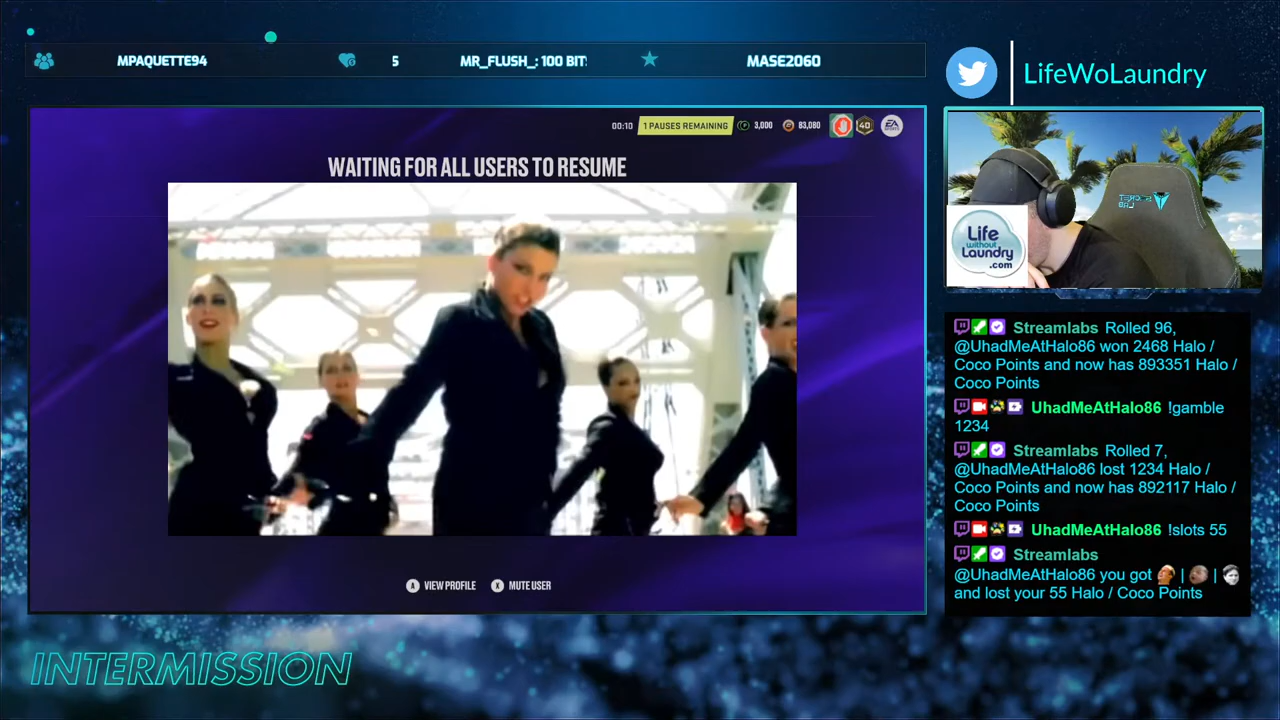 MPAQUETTE94
5
MR_FLUSH_: 100 BIT
MASE2060
LifeWoLaundry
00:10
1 PAUSES REMAINING
3,000
83,080
40
EA
SPORTS
WAITING FOR ALL USERS TO RESUME
A VIEW PROFILE
X MUTE USER
Life
without
Laundry
.com
Streamlabs Rolled 96,
@UhadMeAtHalo86 won 2468 Halo /
Coco Points and now has 893351 Halo /
Coco Points
UhadMeAtHalo86 !gamble
1234
Streamlabs Rolled 7,
@UhadMeAtHalo86 lost 1234 Halo /
Coco Points and now has 892117 Halo /
Coco Points
UhadMeAtHalo86 !slots 55
Streamlabs
@UhadMeAtHalo86 you got | |
and lost your 55 Halo / Coco Points
INTERMISSION